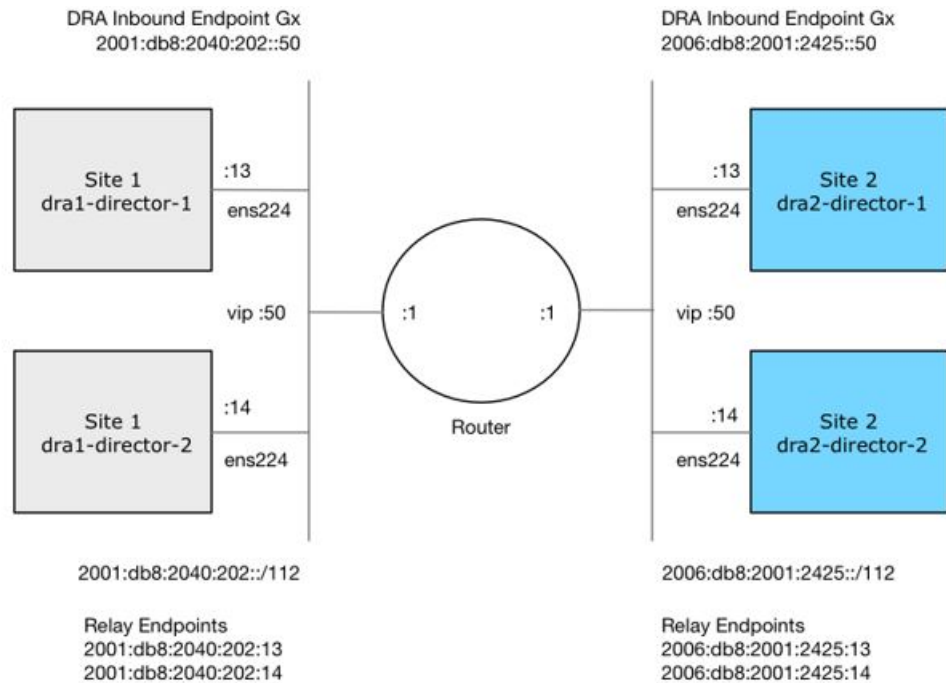 DRA Inbound Endpoint Gx
2001:db8:2040:202::50
DRA Inbound Endpoint Gx
2006:db8:2001:2425::50
Site 1
dra1-director-1
:13
ens224
:13
ens224
Site 2
dra2-director-1
vip :50
:1
:1
vip :50
Router
Site 1
dra1-director-2
:14
ens224
:14
ens224
Site 2
dra2-director-2
2001:db8:2040:202::/112
2006:db8:2001:2425::/112
Relay Endpoints
2001:db8:2040:202:13
2001:db8:2040:202:14
Relay Endpoints
2006:db8:2001:2425:13
2006:db8:2001:2425:14